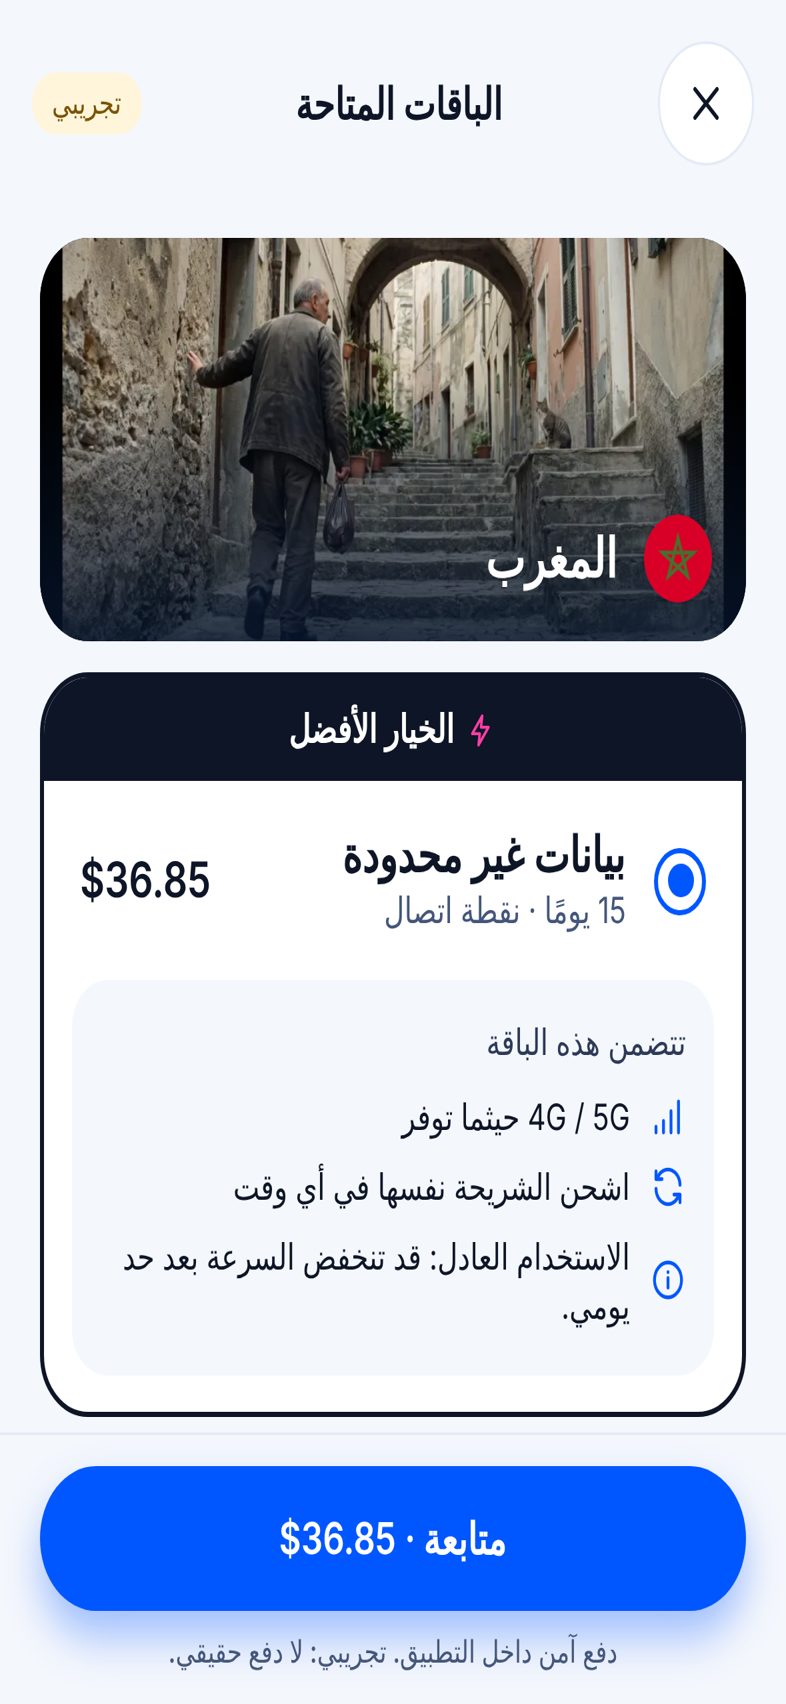 الباقات المتاحة
تجريبي
المغرب
الخيار الأفضل
بيانات غير محدودة
$36.85
15 يومًا · نقطة اتصال
تتضمن هذه الباقة
4G / 5G حيثما توفر
اشحن الشريحة نفسها في أي وقت
الاستخدام العادل: قد تنخفض السرعة بعد حد
يومي.
متابعة · $36.85
دفع آمن داخل التطبيق. تجريبي: لا دفع حقيقي.